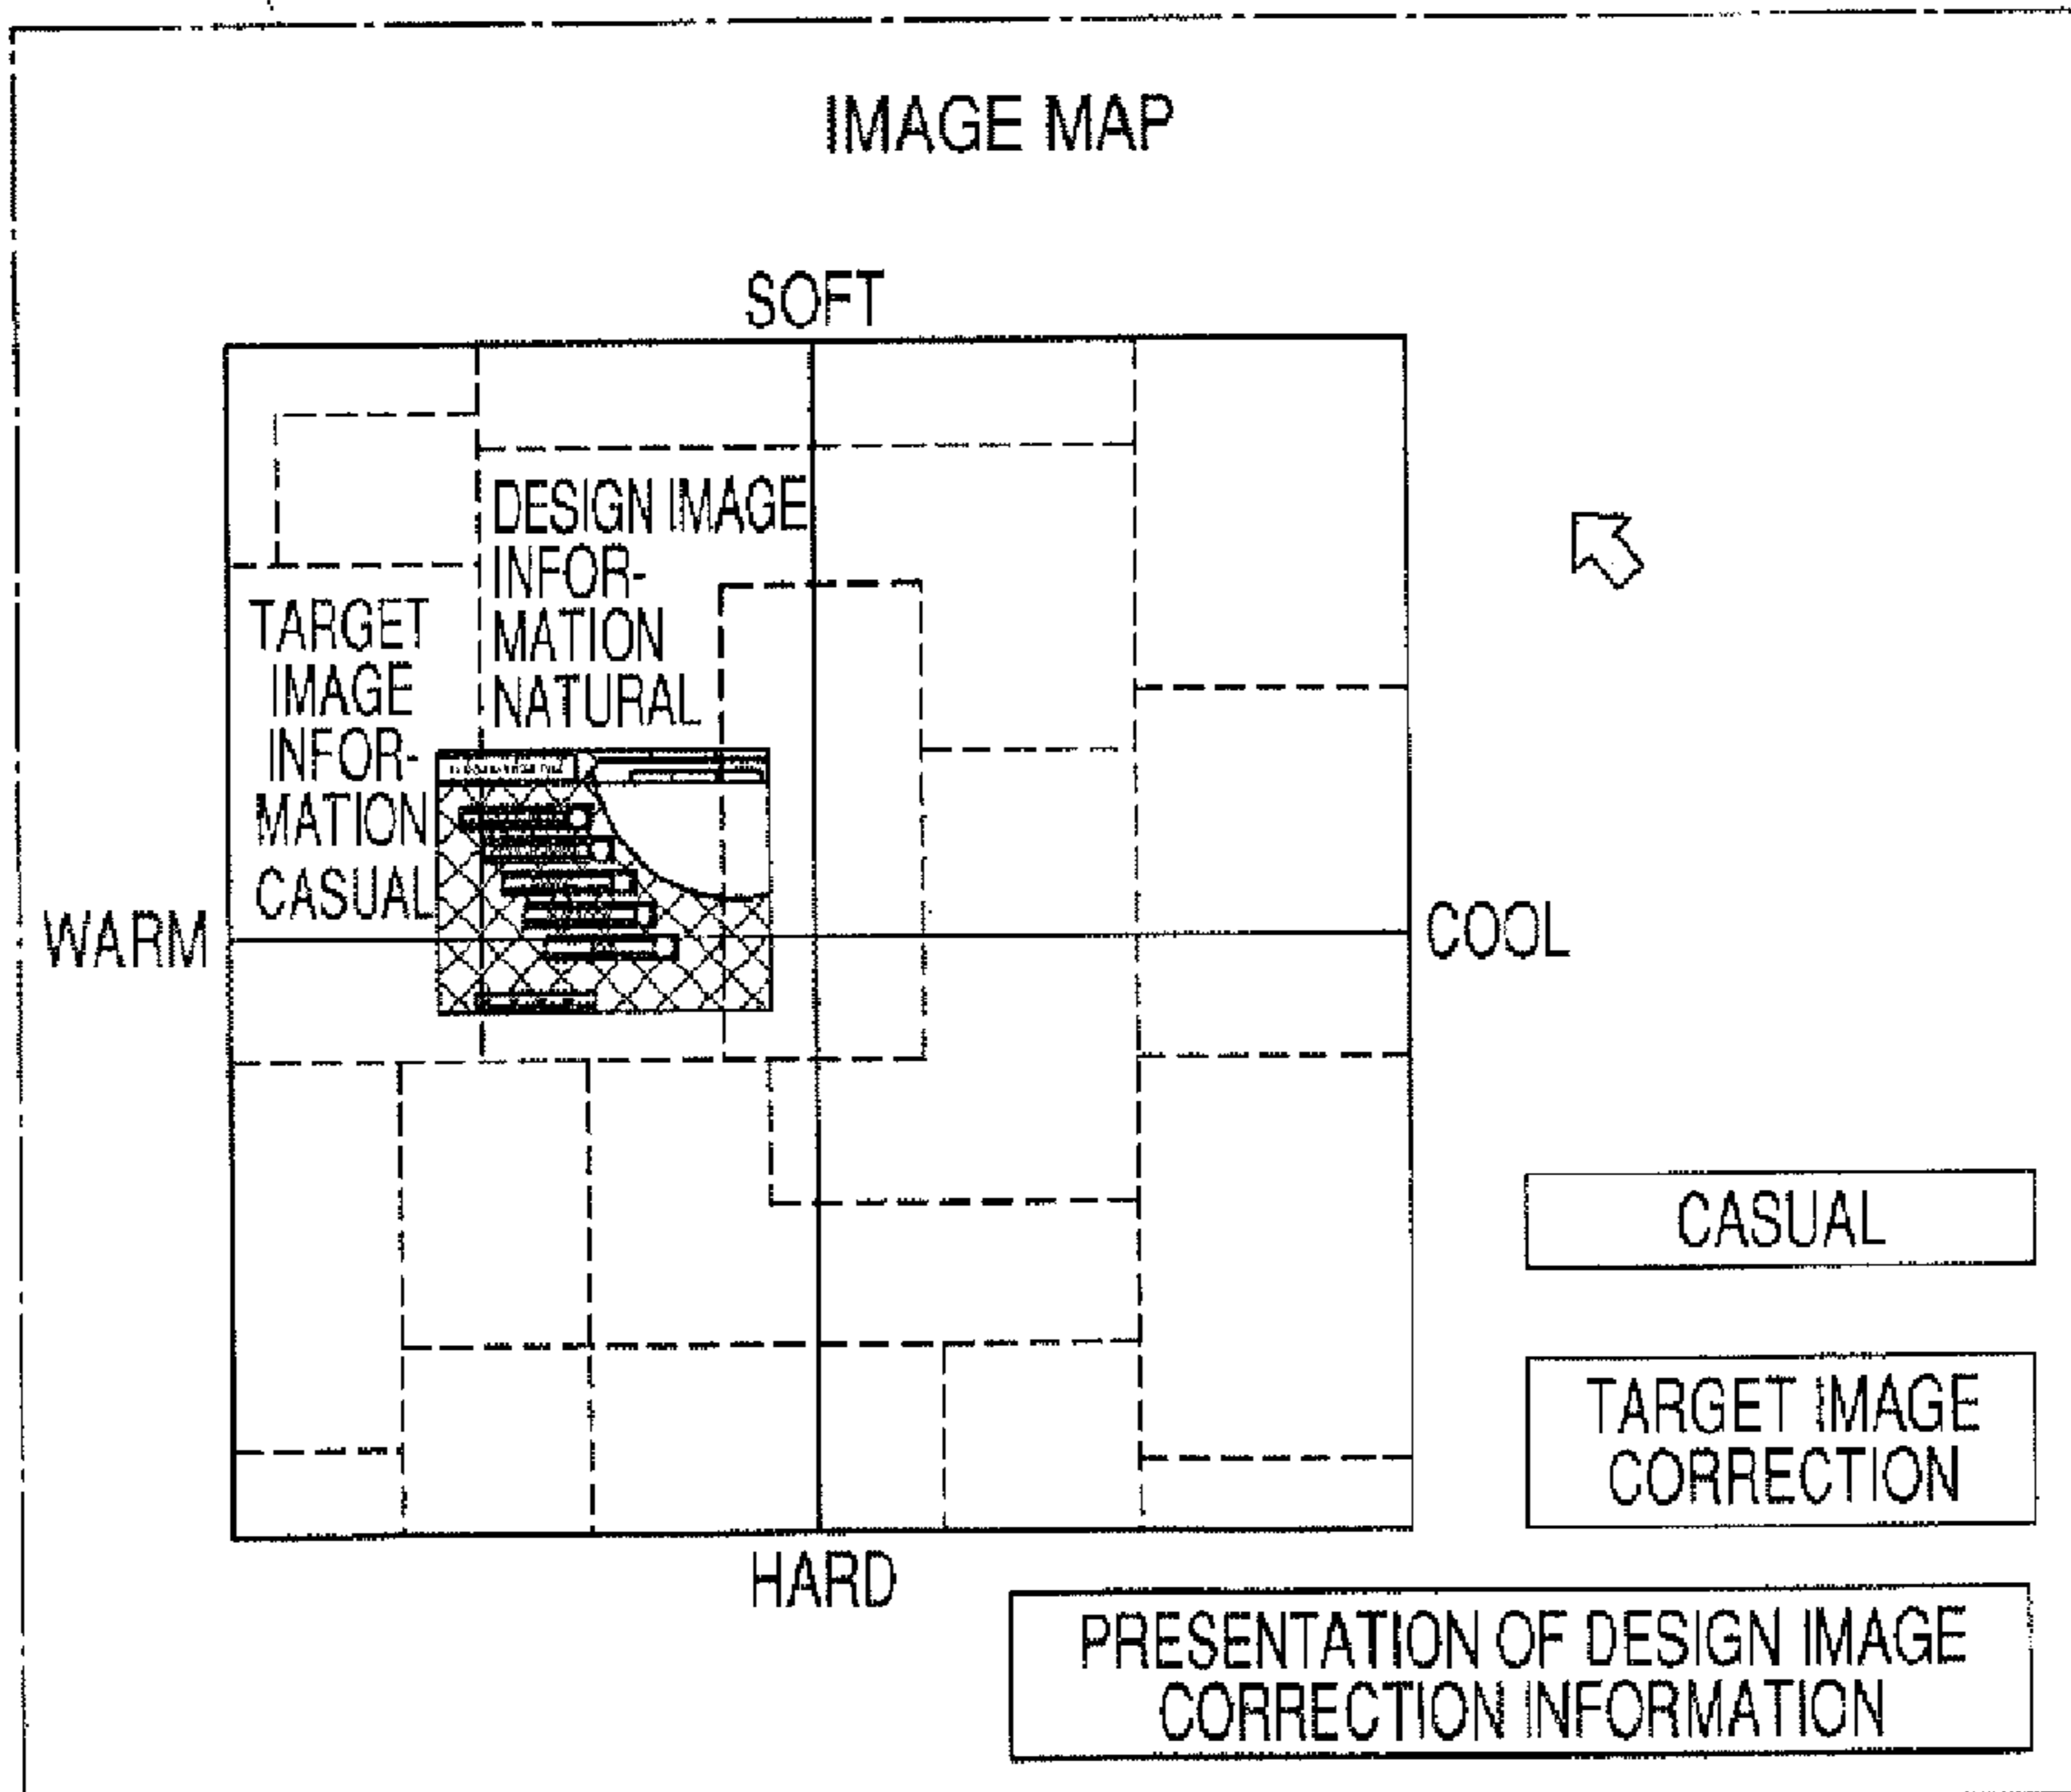 IMAGE MAP
SOFT
DESIGN IMAGE
INFOR-
MATION
NATURAL
TARGET
IMAGE
INFOR-
MATION
CASUAL
WARM
COOL
CASUAL
TARGET IMAGE
CORRECTION
HARD
PRESENTATION OF DESIGN IMAGE
CORRECTION INFORMATION